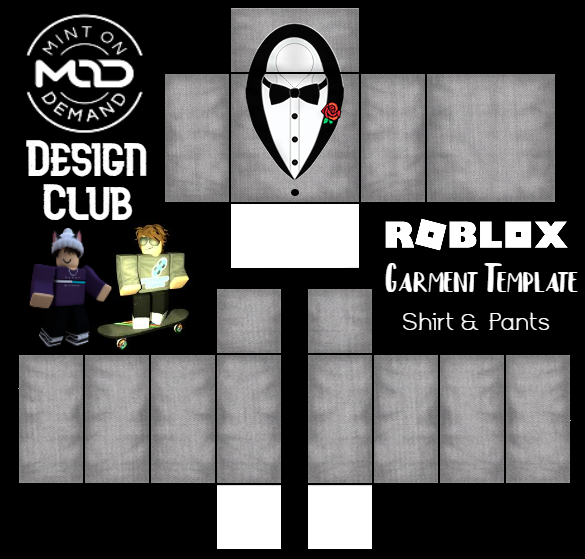 MINT ON
MOD
DEMAND
DESIGN
CLUB
ROBLOX
GARMENT TEMPLATE
Shirt & Pants